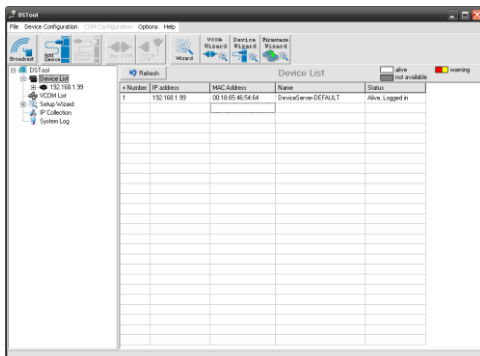 DSTool
File Device Configuration COM Configuration Options Help
Broadcast
Add Device
Wizard
VCOM Wizard
Device Wizard
Firmware Wizard
DSTool
Device List
192.168.1.99
VCOM List
Setup Wizard
IP Collection
System Log
Refresh
Device List
alive
warning
not available
Number IP address MAC Address Name Status
1 192.168.1.99 00:18:65:46:54:64 DeviceServer-DEFAULT Alive, Logged in